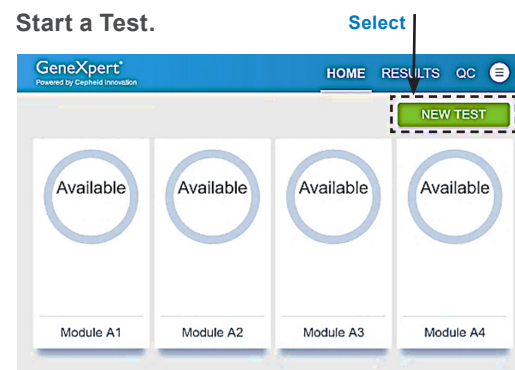 Start a Test.
Select
GeneXpert®
Powered by Cepheid Innovation
HOME RESULTS QC
NEW TEST
Available Available Available Available
Module A1 Module A2 Module A3 Module A4